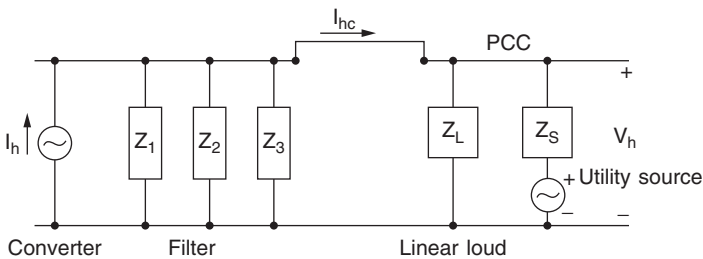 I_hc
PCC
I_h
Z_1
Z_2
Z_3
Z_L
Z_S
+
V_h
+ Utility source
−
−
Converter
Filter
Linear loud